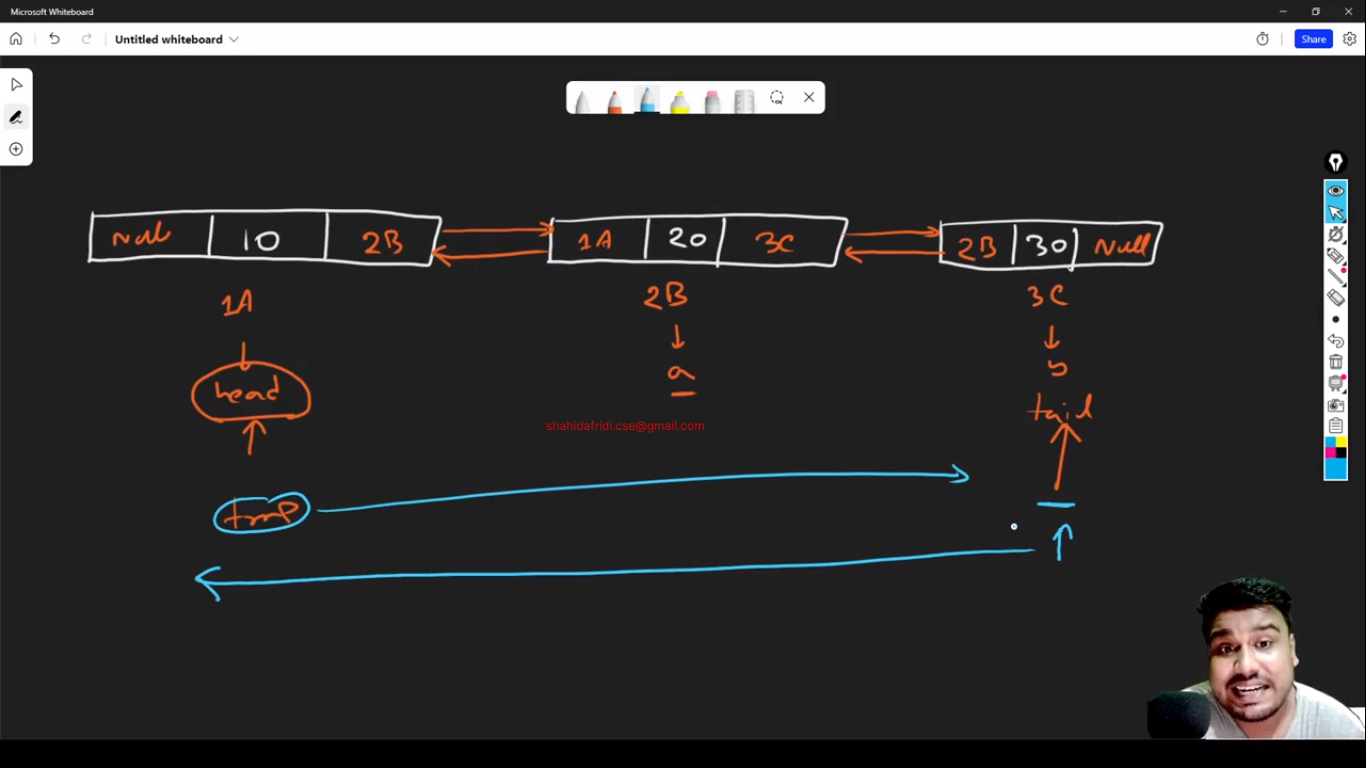 Microsoft Whiteboard
Untitled whiteboard
Share
Null 10 2B
1A 20 3C
2B 30 Null
1A
2B
3C
head
a
b
tail
shahidafridi.cse@gmail.com
tmp